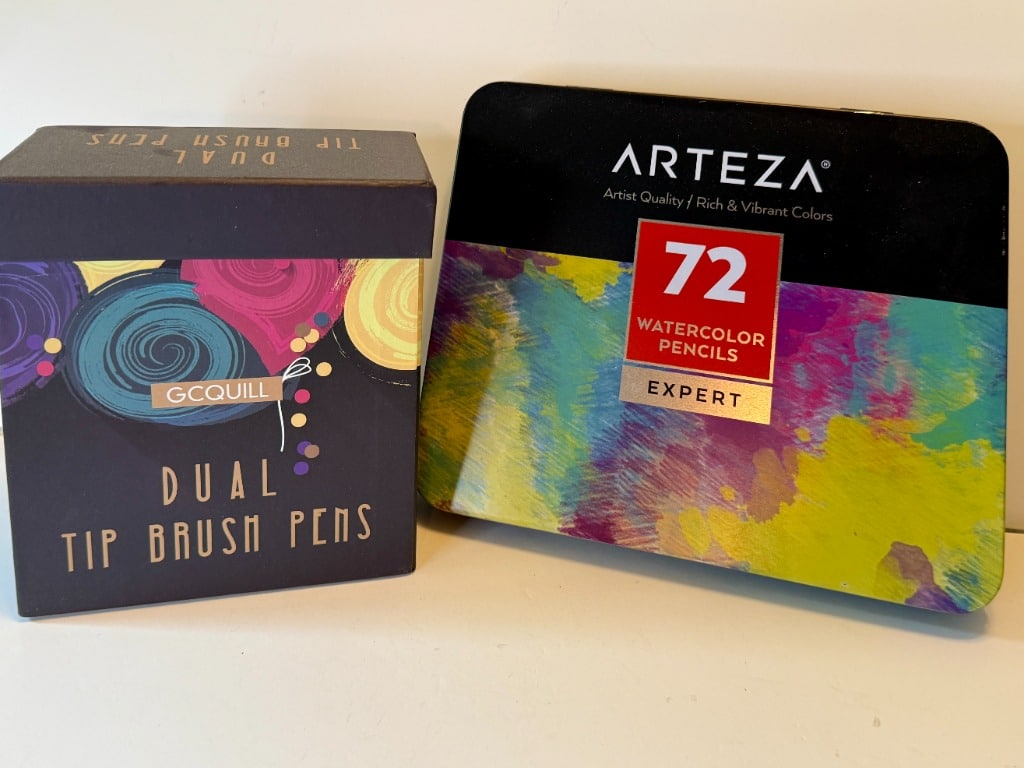 DUAL
TIP BRUSH PENS
GCQUILL
DUAL
TIP BRUSH PENS
ARTEZA®
Artist Quality / Rich & Vibrant Colors
72
WATERCOLOR
PENCILS
EXPERT